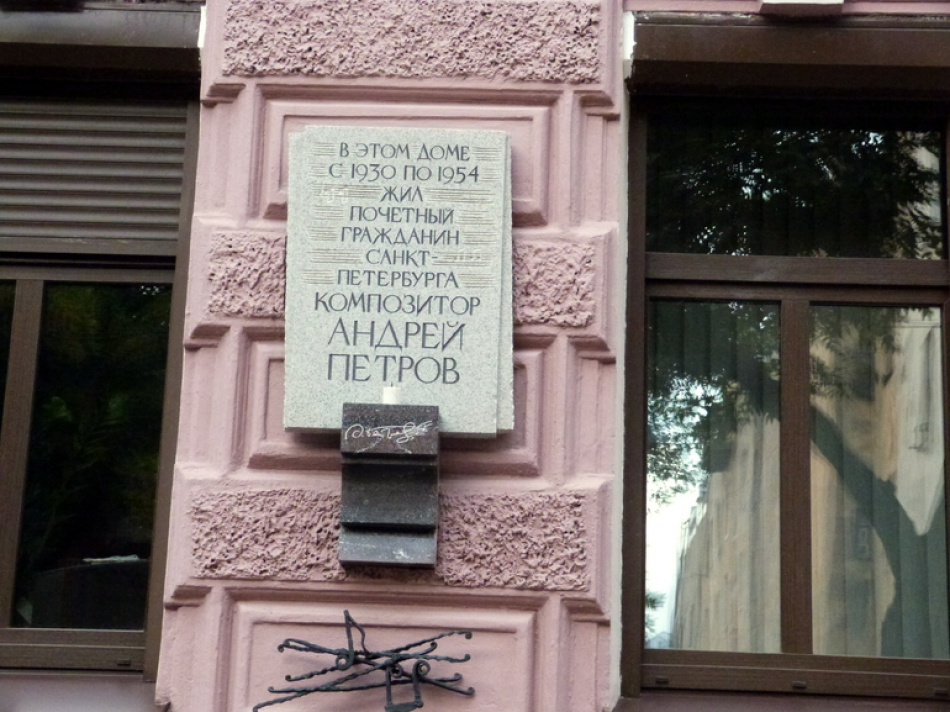 В ЭТОМ ДОМЕ
С 1930 ПО 1954
ЖИЛ
ПОЧЕТНЫЙ
ГРАЖДАНИН
САНКТ-
ПЕТЕРБУРГА
КОМПОЗИТОР
АНДРЕЙ
ПЕТРОВ